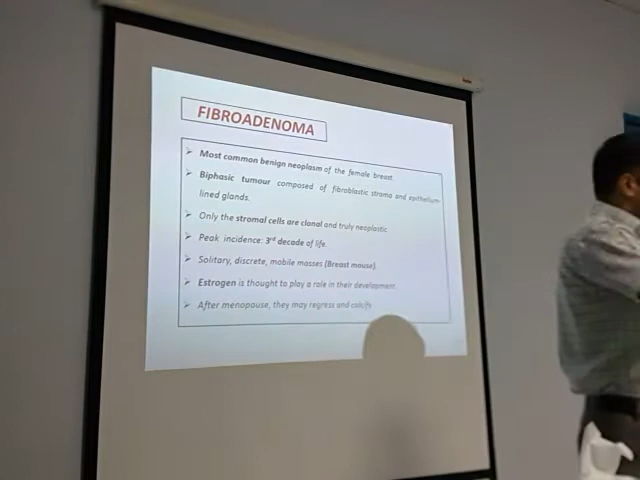 FIBROADENOMA
➢ Most common benign neoplasm of the female breast.
➢ Biphasic tumour composed of fibroblastic stroma and epithelium
lined glands.
➢ Only the stromal cells are clonal and truly neoplastic
➢ Peak incidence: 3rd decade of life.
➢ Solitary, discrete, mobile masses (Breast mouse).
➢ Estrogen is thought to play a role in their development
➢ After menopause, they may regress and calcify